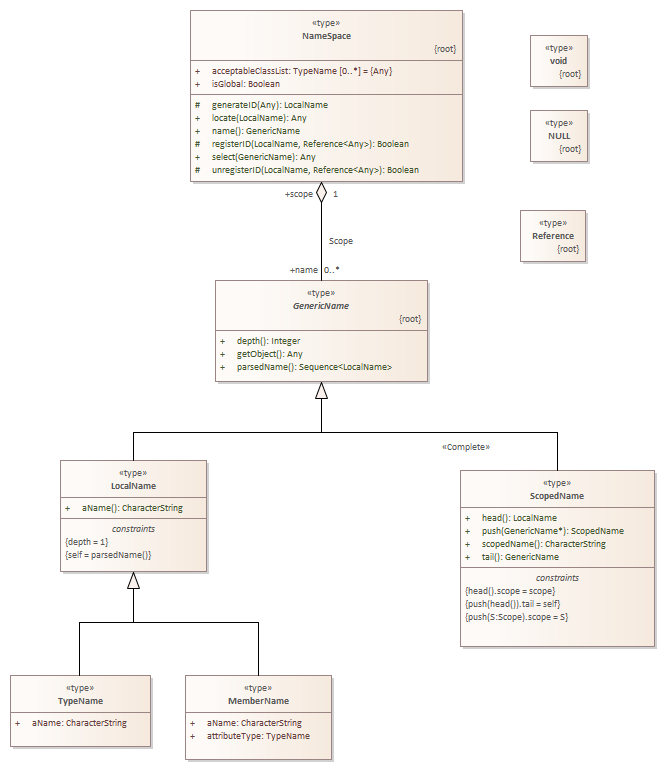 «type»
NameSpace
{root}
+ acceptableClassList: TypeName [0..*] = {Any}
+ isGlobal: Boolean
# generateID(Any): LocalName
+ locate(LocalName): Any
+ name(): GenericName
# registerID(LocalName, Reference<Any>): Boolean
+ select(GenericName): Any
# unregisterID(LocalName, Reference<Any>): Boolean
«type»
void
{root}
«type»
NULL
{root}
«type»
Reference
{root}
+scope 1
Scope
+name 0..*
«type»
GenericName
{root}
+ depth(): Integer
+ getObject(): Any
+ parsedName(): Sequence<LocalName>
«Complete»
«type»
LocalName
+ aName(): CharacterString
constraints
{depth = 1}
{self = parsedName()}
«type»
ScopedName
+ head(): LocalName
+ push(GenericName*): ScopedName
+ scopedName(): CharacterString
+ tail(): GenericName
constraints
{head().scope = scope}
{push(head()).tail = self}
{push(S:Scope).scope = S}
«type»
TypeName
+ aName: CharacterString
«type»
MemberName
+ aName: CharacterString
+ attributeType: TypeName